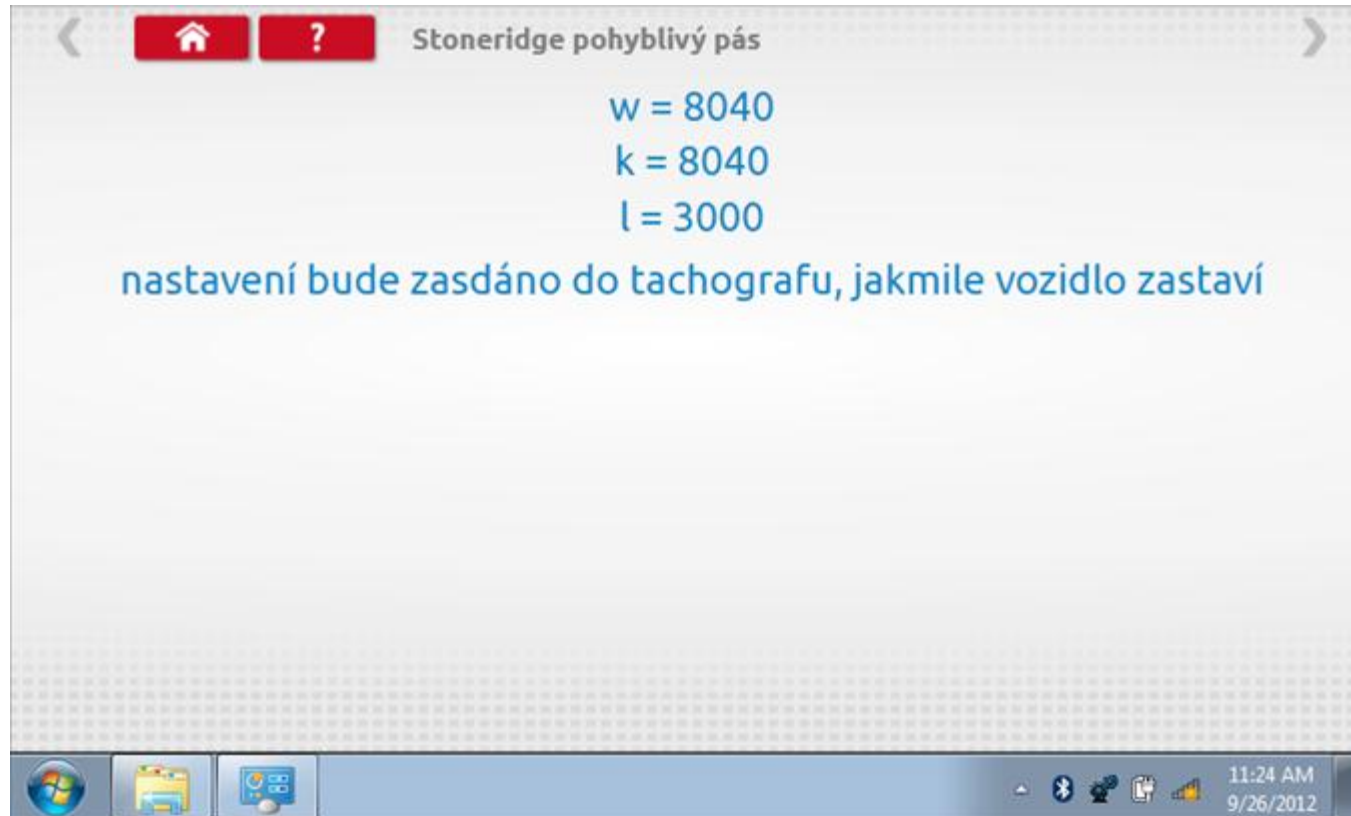 ? Stoneridge pohyblivý pás
w = 8040
k = 8040
l = 3000
nastavení bude zasdáno do tachografu, jakmile vozidlo zastaví
11:24 AM
9/26/2012